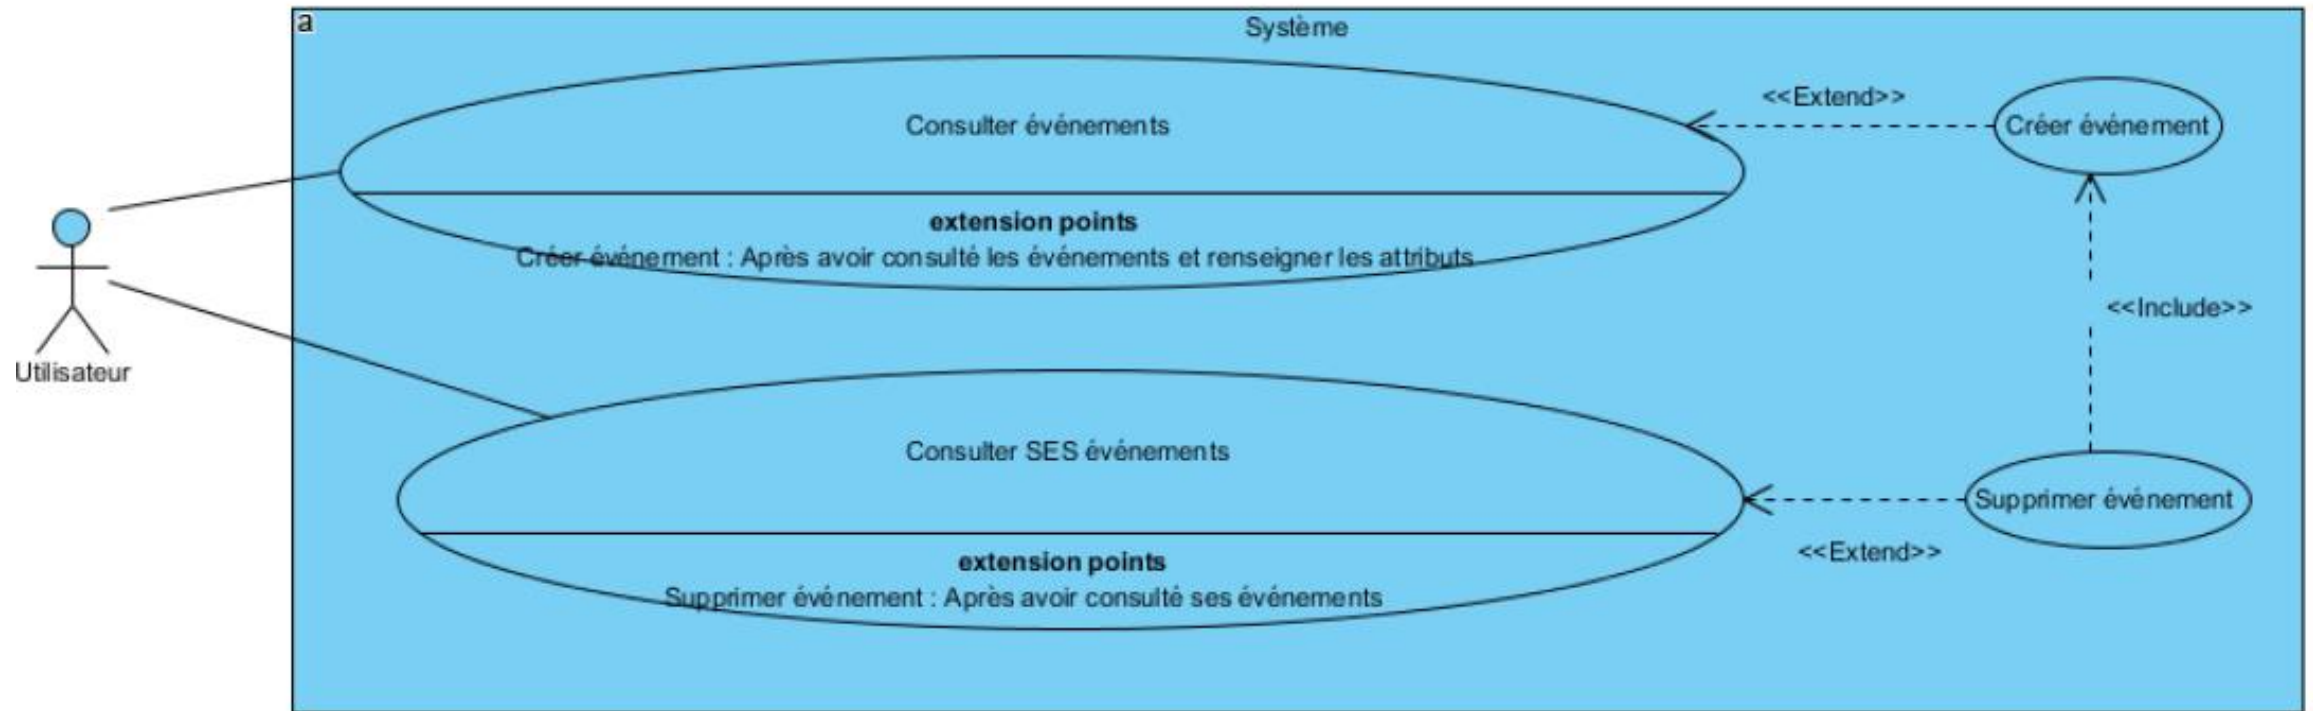 a
Système
Consulter événements
<<Extend>>
Créer événement
extension points
Créer événement : Après avoir consulté les événements et renseigner les attributs
<<Include>>
Utilisateur
Consulter SES événements
Supprimer événement
<<Extend>>
extension points
Supprimer événement : Après avoir consulté ses événements